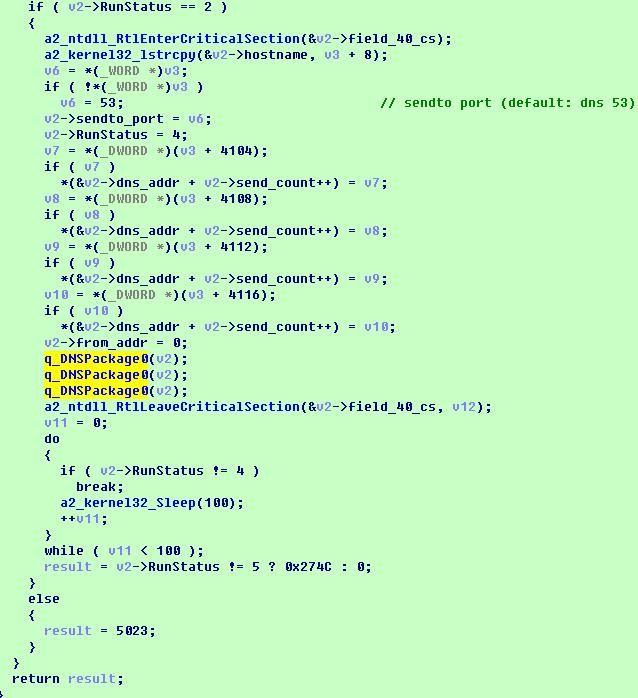 if ( v2->RunStatus == 2 )
{
a2_ntdll_RtlEnterCriticalSection(&v2->field_40_cs);
a2_kernel32_lstrcpy(&v2->hostname, v3 + 8);
v6 = *(_WORD *)v3;
if ( !*(_WORD *)v3 )
v6 = 53; // sendto port (default: dns 53)
v2->sendto_port = v6;
v2->RunStatus = 4;
v7 = *(_DWORD *)(v3 + 4104);
if ( v7 )
*(&v2->dns_addr + v2->send_count++) = v7;
v8 = *(_DWORD *)(v3 + 4108);
if ( v8 )
*(&v2->dns_addr + v2->send_count++) = v8;
v9 = *(_DWORD *)(v3 + 4112);
if ( v9 )
*(&v2->dns_addr + v2->send_count++) = v9;
v10 = *(_DWORD *)(v3 + 4116);
if ( v10 )
*(&v2->dns_addr + v2->send_count++) = v10;
v2->from_addr = 0;
q_DNSPackage0(v2);
q_DNSPackage0(v2);
q_DNSPackage0(v2);
a2_ntdll_RtlLeaveCriticalSection(&v2->field_40_cs, v12);
v11 = 0;
do
{
if ( v2->RunStatus != 4 )
break;
a2_kernel32_Sleep(100);
++v11;
}
while ( v11 < 100 );
result = v2->RunStatus != 5 ? 0x274C : 0;
}
else
{
result = 5023;
}
}
return result;
}